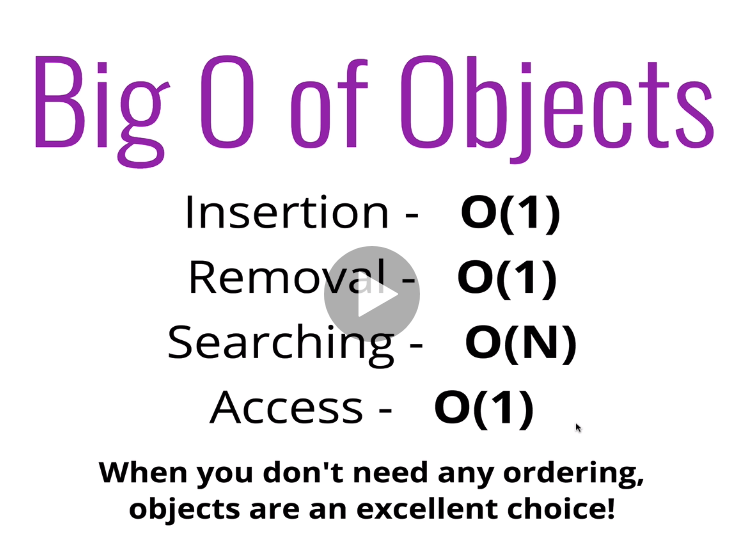 Big O of Objects
Insertion - O(1)
Removal - O(1)
Searching - O(N)
Access - O(1)
When you don't need any ordering,
objects are an excellent choice!